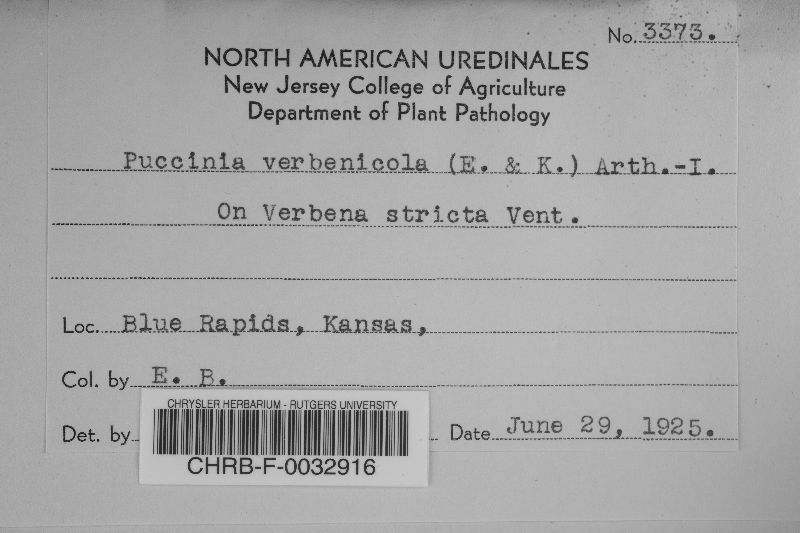 No. 3373.
NORTH AMERICAN UREDINALES
New Jersey College of Agriculture
Department of Plant Pathology
Puccinia verbenicola (E. & K.) Arth.-I.
On Verbena stricta Vent.
Loc. Blue Rapids, Kansas,
Col. by E. B.
Det. by Date June 29, 1925.
CHRYSLER HERBARIUM - RUTGERS UNIVERSITY
CHRB-F-0032916